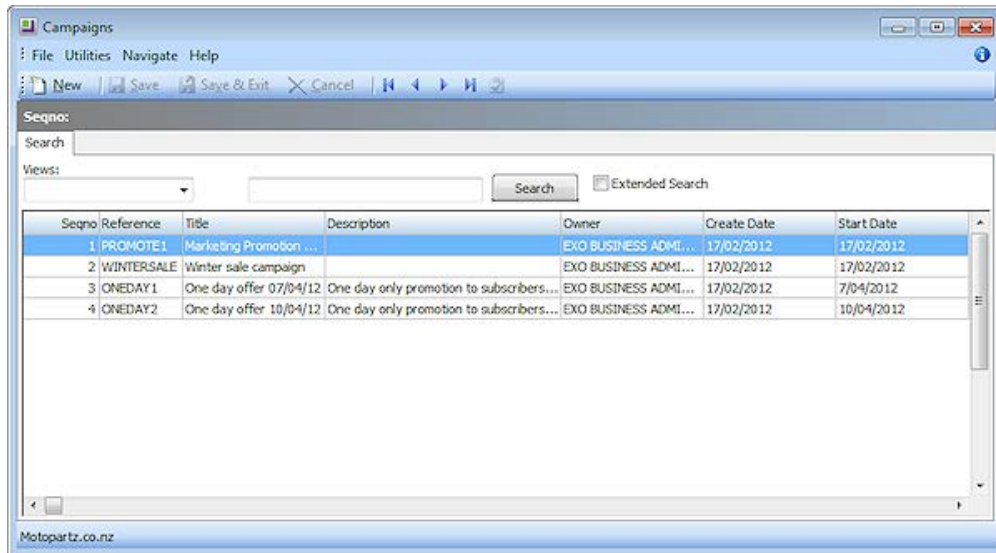 Campaigns
File Utilities Navigate Help
New Save Save & Exit Cancel
Seqno:
Search
Views:
Search Extended Search
Seqno Reference Title Description Owner Create Date Start Date
1 PROMOTE1 Marketing Promotion ... EXO BUSINESS ADMI... 17/02/2012 17/02/2012
2 WINTERSALE Winter sale campaign EXO BUSINESS ADMI... 17/02/2012 17/02/2012
3 ONEDAY1 One day offer 07/04/12 One day only promotion to subscribers... EXO BUSINESS ADMI... 17/02/2012 7/04/2012
4 ONEDAY2 One day offer 10/04/12 One day only promotion to subscribers... EXO BUSINESS ADMI... 17/02/2012 10/04/2012
Motopartz.co.nz